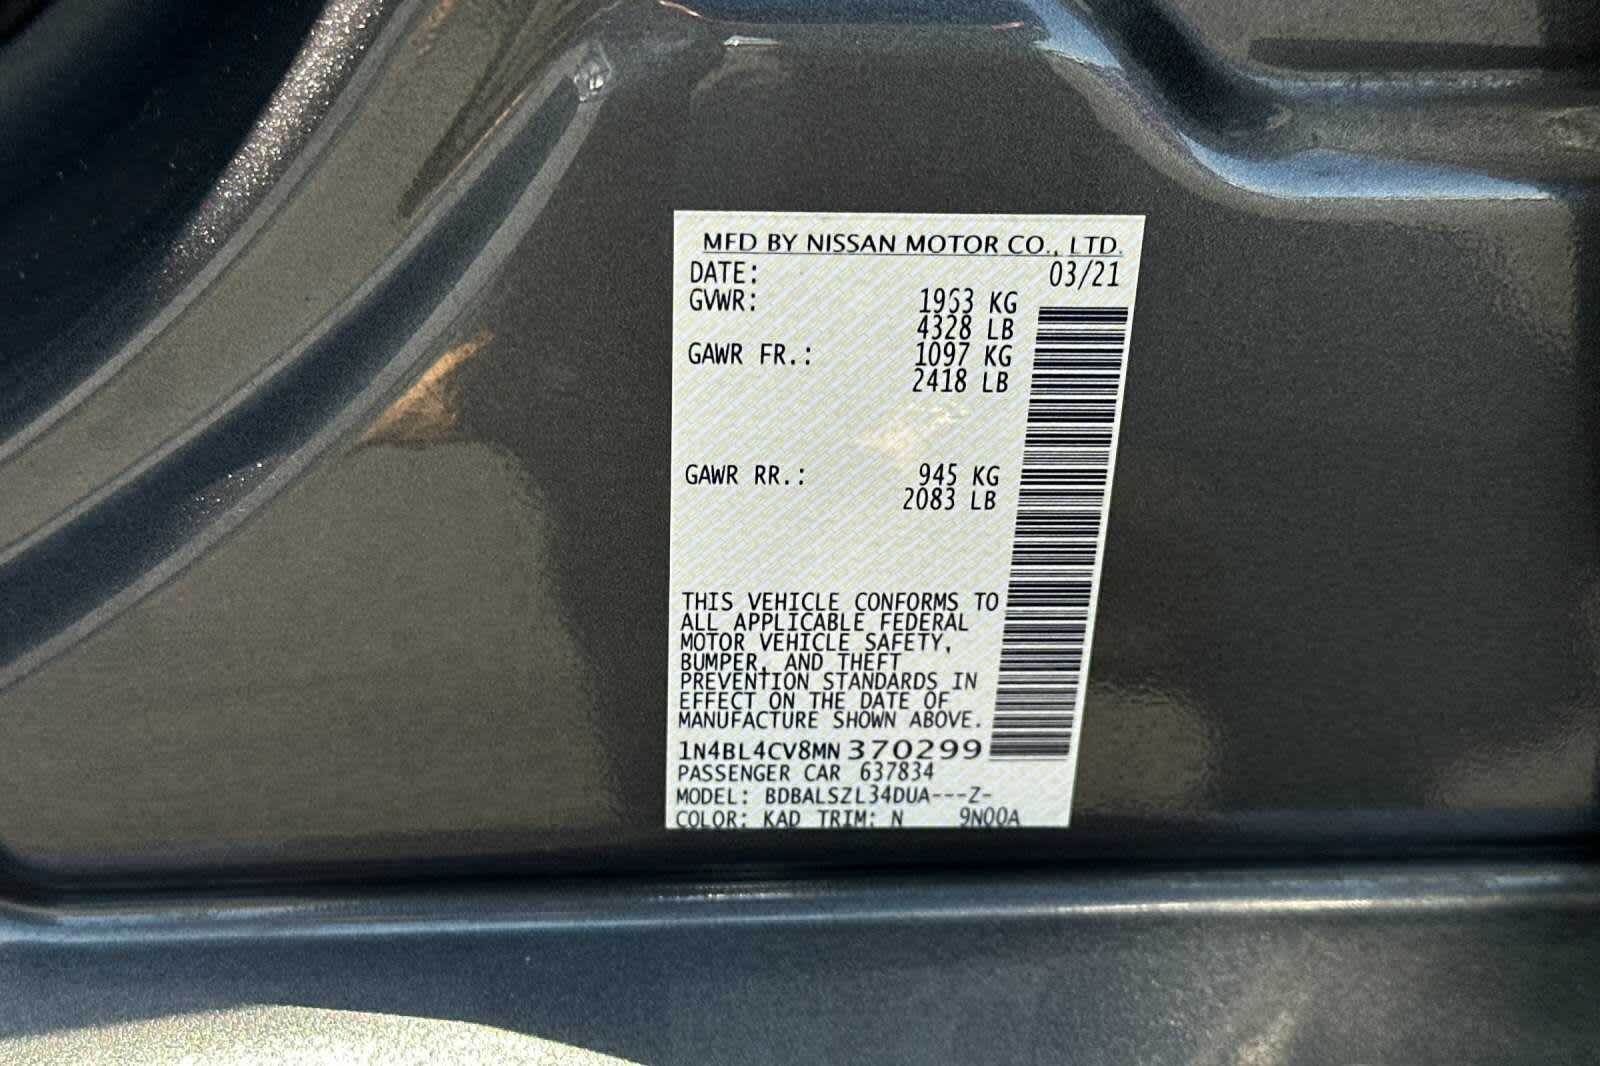 MFD BY NISSAN MOTOR CO., LTD.
DATE: 03/21
GVWR: 1963 KG
4328 LB
GAWR FR.: 1097 KG
2418 LB
GAWR RR.: 945 KG
2083 LB
THIS VEHICLE CONFORMS TO
ALL APPLICABLE FEDERAL
MOTOR VEHICLE SAFETY,
BUMPER, AND THEFT
PREVENTION STANDARDS IN
EFFECT ON THE DATE OF
MANUFACTURE SHOWN ABOVE.
1N4BL4CV8MN370299
PASSENGER CAR 637834
MODEL: BDBALSZL34DUA---Z-
COLOR: KAD TRIM: N 9N00A